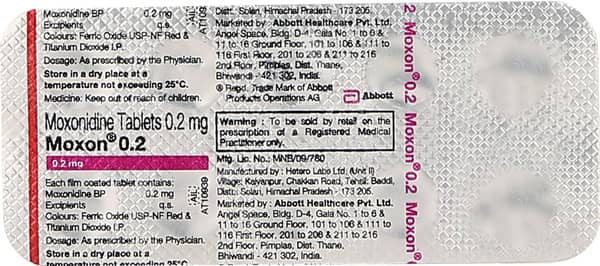 Moxonidine BP 0.2 mg
Excipients q.s.
Colours: Ferric Oxide USP-NF Red &
Titanium Dioxide I.P.
Dosage: As prescribed by the Physician.
Store in a dry place at a
temperature not exceeding 25°C.
Medicine: Keep out of reach of children.
Moxonidine Tablets 0.2 mg
Moxon® 0.2
0.2 mg
Each film coated tablet contains:
Moxonidine BP 0.2 mg
Excipients q.s.
Colours: Ferric Oxide USP-NF Red &
Titanium Dioxide I.P.
Dosage: As prescribed by the Physician.
Store in a dry place at a
temperature not exceeding 25°C
AT10939
Distt.: Solan, Himachal Pradesh - 173 205.
Marketed by : Abbott Healthcare Pvt. Ltd.
Angel Space, Bldg. D-4, Gala No. 1 to 6 &
11 to 16 Ground Floor, 101 to 106 & 111 to
116 First Floor, 201 to 206 & 211 to 216
2nd Floor, Pimplas, Dist. Thane,
Bhiwandi - 421 302, India.
® Regd. Trade Mark of Abbott
Products Operations AG
Abbott
Warning : To be sold by retail on the
prescription of a Registered Medical
Practitioner only.
Mfg. Lic. No.: MNB/09/780
Manufactured by : Hetero Labs Ltd. (Unit II)
Village: Kalyanpur, Chakkan Road, Tehsil: Baddi,
Distt.: Solan, Himachal Pradesh - 173 205.
Marketed by : Abbott Healthcare Pvt. Ltd.
Angel Space, Bldg. D-4, Gala No. 1 to 6 &
11 to 16 Ground Floor, 101 to 106 & 111 to
116 First Floor, 201 to 206 & 211 to 216
2nd Floor, Pimplas, Dist. Thane,
Bhiwandi - 421 302, India.
0.2 Moxon® 0.2 Moxon® 0.2 Moxon® 0.2 Moxon®